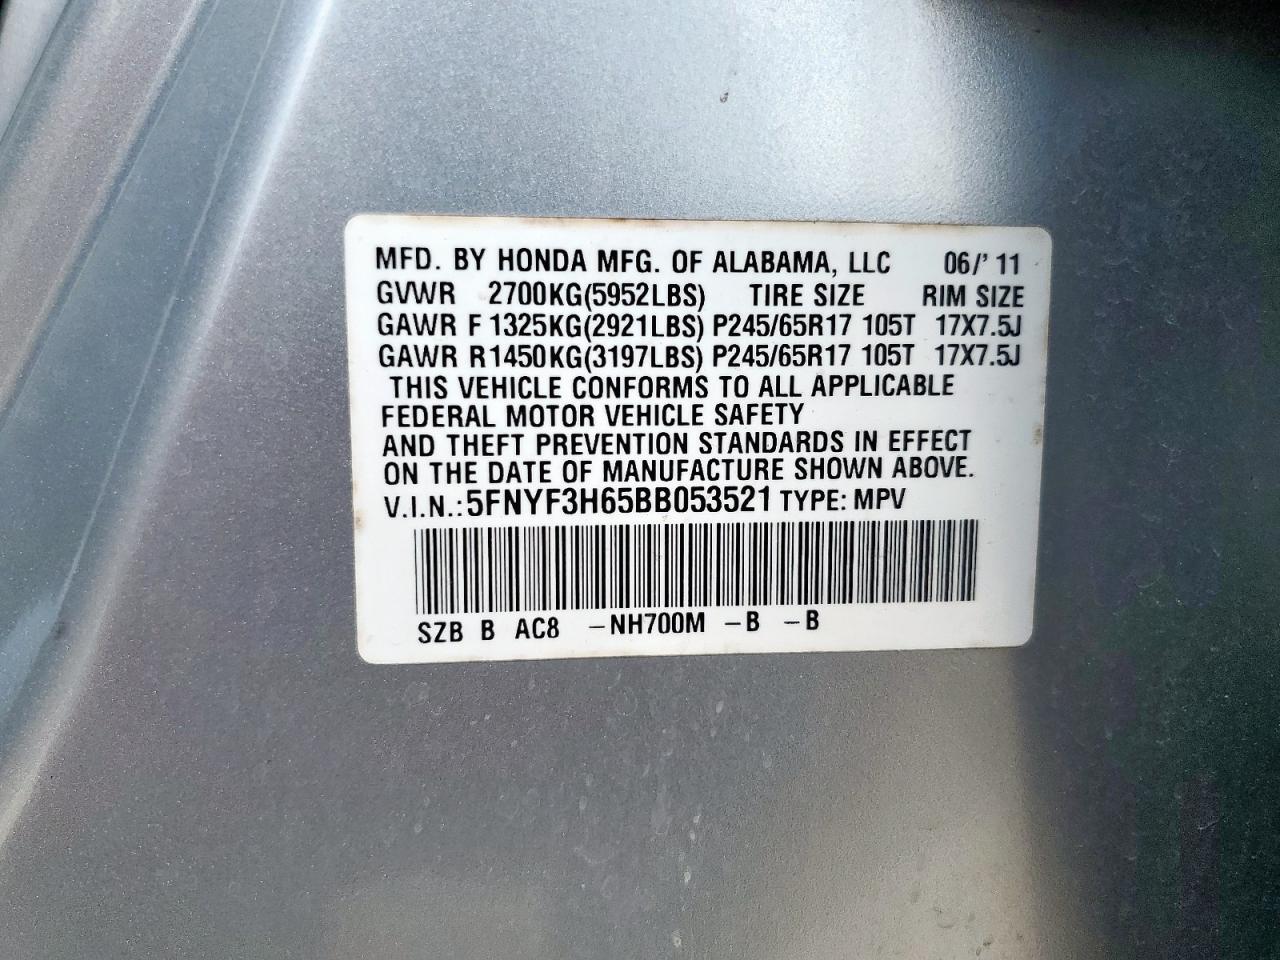 MFD. BY HONDA MFG. OF ALABAMA, LLC 06/'11
GVWR 2700KG(5952LBS) TIRE SIZE RIM SIZE
GAWR F 1325KG(2921LBS) P245/65R17 105T 17X7.5J
GAWR R1450KG(3197LBS) P245/65R17 105T 17X7.5J
THIS VEHICLE CONFORMS TO ALL APPLICABLE
FEDERAL MOTOR VEHICLE SAFETY
AND THEFT PREVENTION STANDARDS IN EFFECT
ON THE DATE OF MANUFACTURE SHOWN ABOVE.
V.I.N.: 5FNYF3H65BB053521 TYPE: MPV
SZB B AC8 -NH700M -B -B